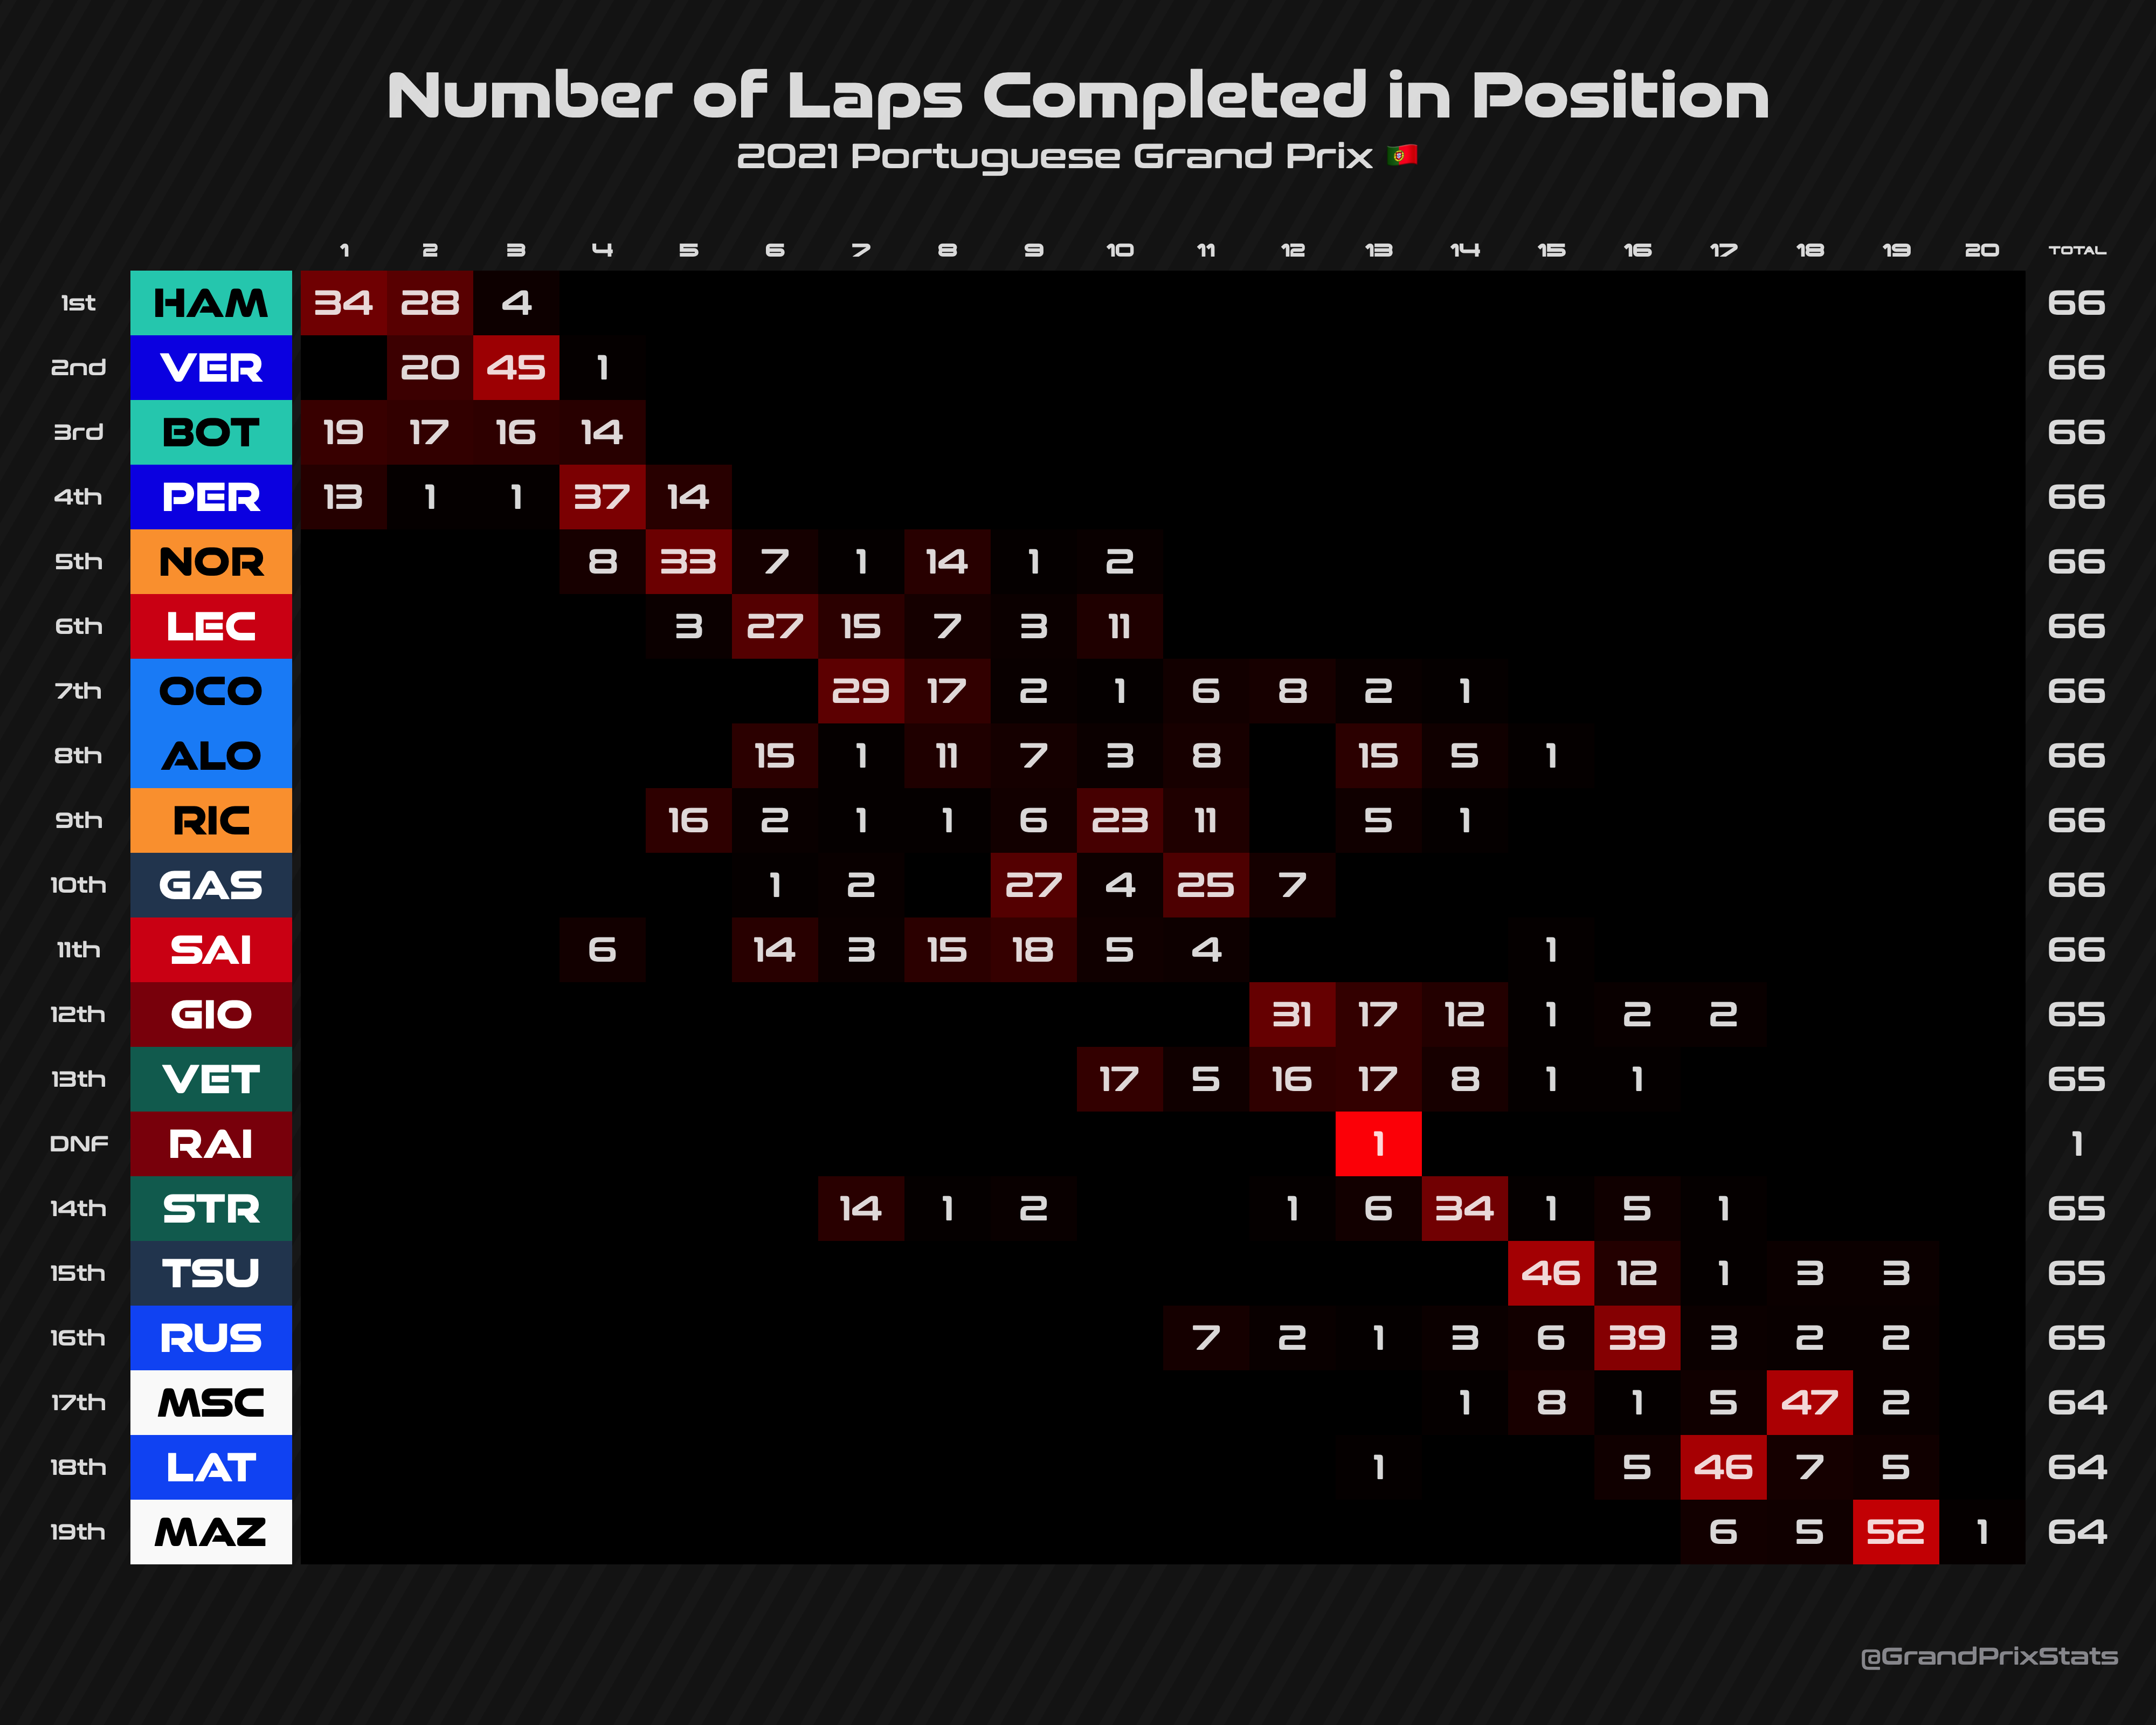 Number of Laps Completed in Position
2021 Portuguese Grand Prix 🇵🇹
1 2 3 4 5 6 7 8 9 10 11 12 13 14 15 16 17 18 19 20 TOTAL
1st HAM 34 28 4 66
2nd VER 20 45 1 66
3rd BOT 19 17 16 14 66
4th PER 13 1 1 37 14 66
5th NOR 8 33 7 1 14 1 2 66
6th LEC 3 27 15 7 3 11 66
7th OCO 29 17 2 1 6 8 2 1 66
8th ALO 15 1 11 7 3 8 15 5 1 66
9th RIC 16 2 1 1 6 23 11 5 1 66
10th GAS 1 2 27 4 25 7 66
11th SAI 6 14 3 15 18 5 4 1 66
12th GIO 31 17 12 1 2 2 65
13th VET 17 5 16 17 8 1 1 65
DNF RAI 1 1
14th STR 14 1 2 1 6 34 1 5 1 65
15th TSU 46 12 1 3 3 65
16th RUS 7 2 1 3 6 39 3 2 2 65
17th MSC 1 8 1 5 47 2 64
18th LAT 1 5 46 7 5 64
19th MAZ 6 5 52 1 64
@GrandPrixStats